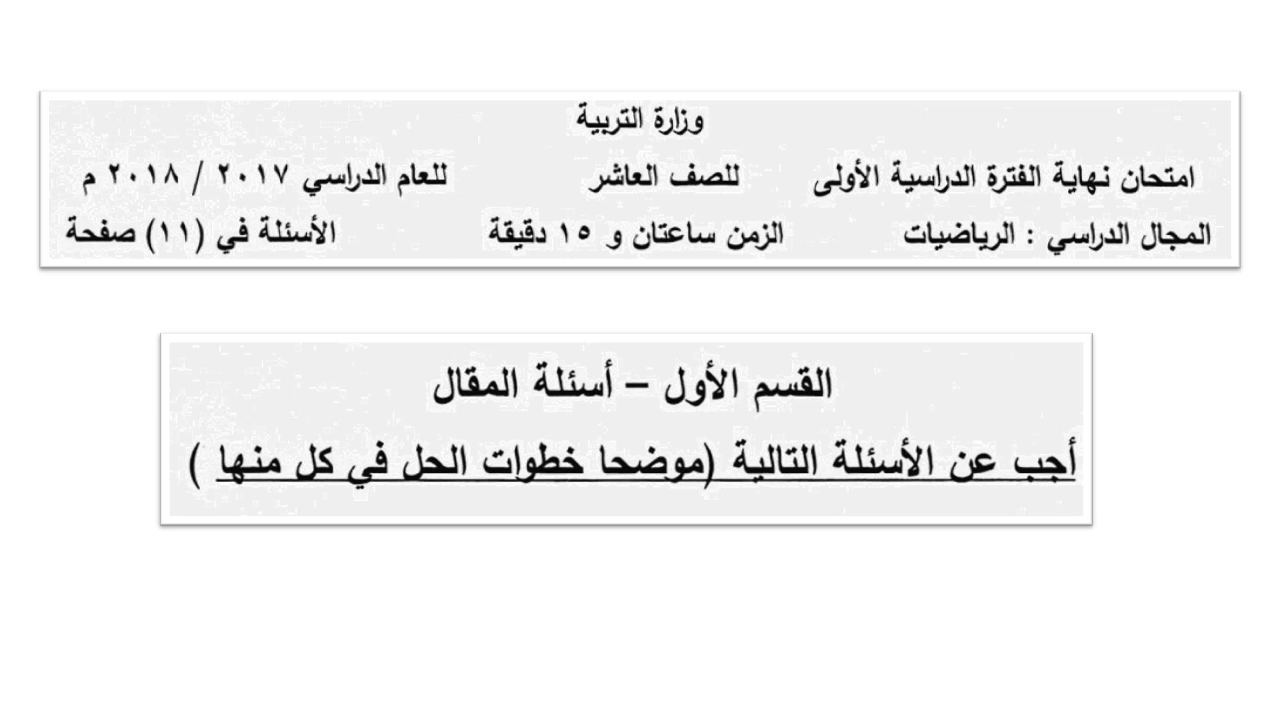 وزارة التربية
امتحان نهاية الفترة الدراسية الأولى للصف العاشر للعام الدراسي ٢٠١٧ / ٢٠١٨ م
المجال الدراسي : الرياضيات الزمن ساعتان و ١٥ دقيقة الأسئلة في (١١) صفحة
القسم الأول – أسئلة المقال
أجب عن الأسئلة التالية (موضحا خطوات الحل في كل منها )